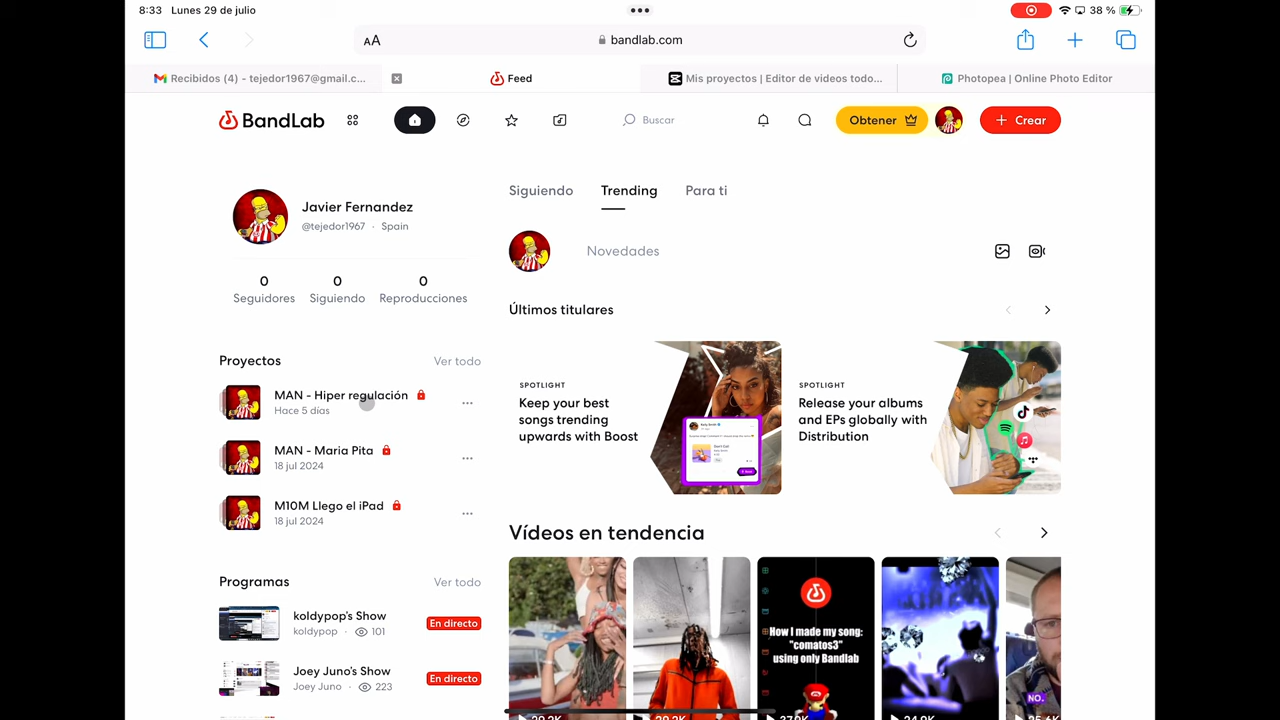 8:33 Lunes 29 de julio
38 %
AA bandlab.com
Recibidos (4) - tejedor1967@gmail.c...
Feed
Mis proyectos | Editor de videos todo...
Photopea | Online Photo Editor
BandLab
Buscar
Obtener
Crear
Javier Fernandez
@tejedor1967 · Spain
0 0 0
Seguidores Siguiendo Reproducciones
Proyectos Ver todo
MAN - Hiper regulación
Hace 5 días
MAN - Maria Pita
18 jul 2024
M10M Llego el iPad
18 jul 2024
Programas Ver todo
koldypop's Show
koldypop · 101
En directo
Joey Juno's Show
Joey Juno · 223
En directo
Siguiendo Trending Para ti
Novedades
Últimos titulares
SPOTLIGHT
Keep your best
songs trending
upwards with Boost
SPOTLIGHT
Release your albums
and EPs globally with
Distribution
Vídeos en tendencia
How I made my song:
"comatos3"
using only Bandlab
NO.